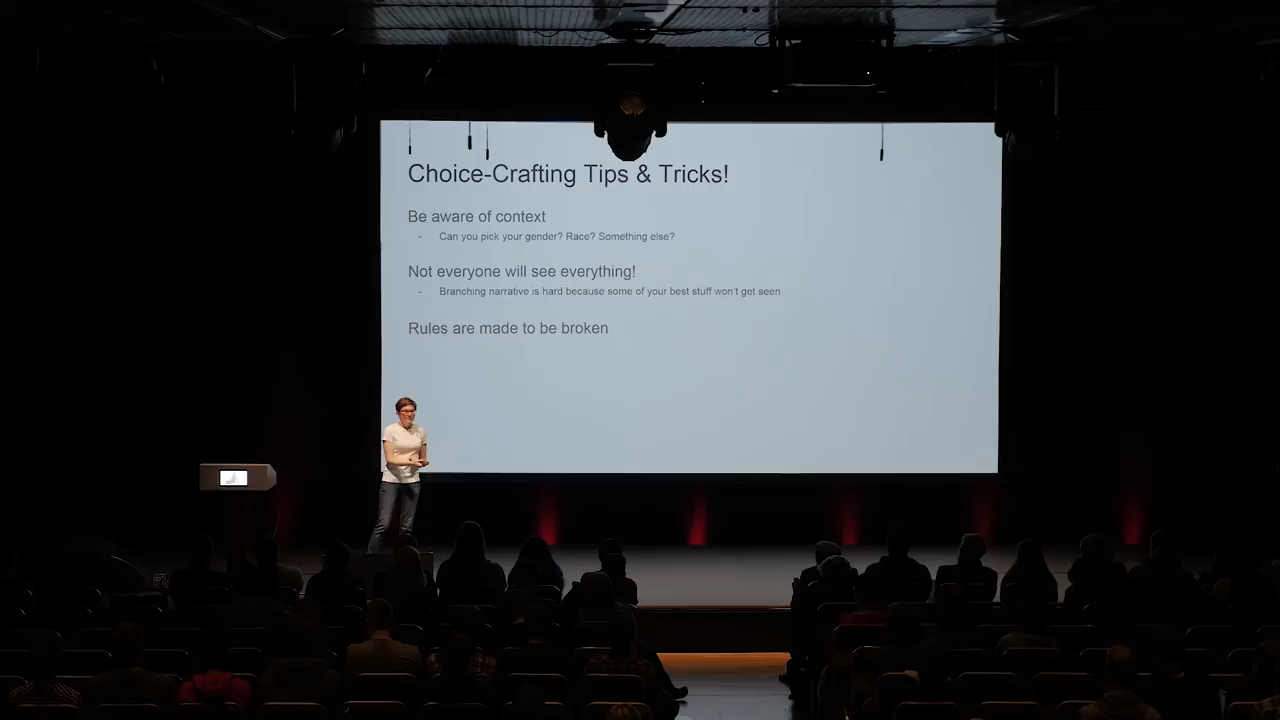 Choice-Crafting Tips & Tricks!
Be aware of context
- Can you pick your gender? Race? Something else?
Not everyone will see everything!
- Branching narrative is hard because some of your best stuff won't get seen
Rules are made to be broken